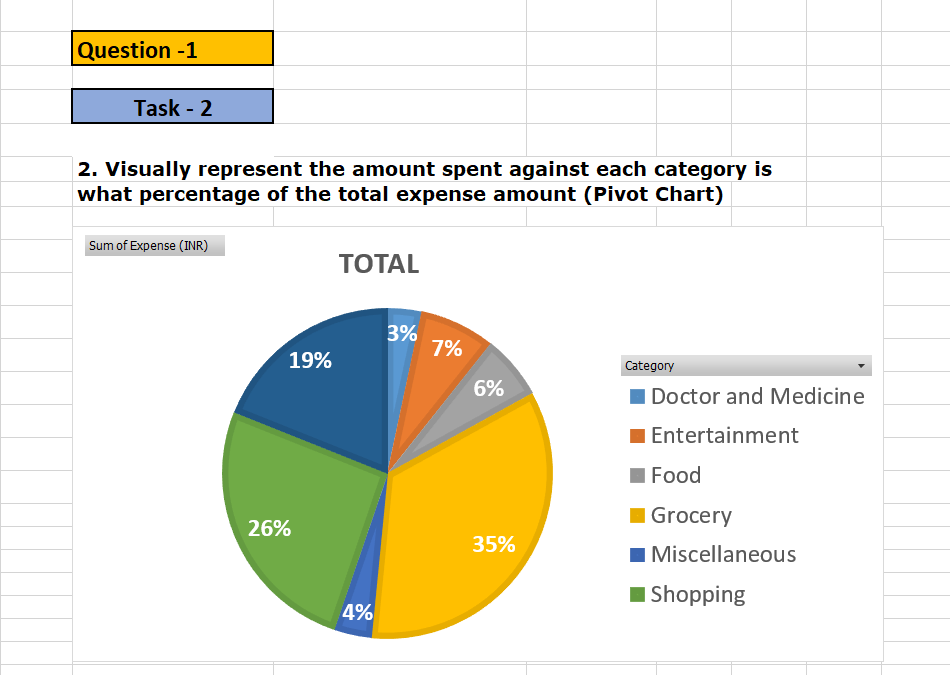 Question -1
Task - 2
2. Visually represent the amount spent against each category is
what percentage of the total expense amount (Pivot Chart)
Sum of Expense (INR)
TOTAL
3%
7%
19%
6%
26%
35%
4%
Category
Doctor and Medicine
Entertainment
Food
Grocery
Miscellaneous
Shopping